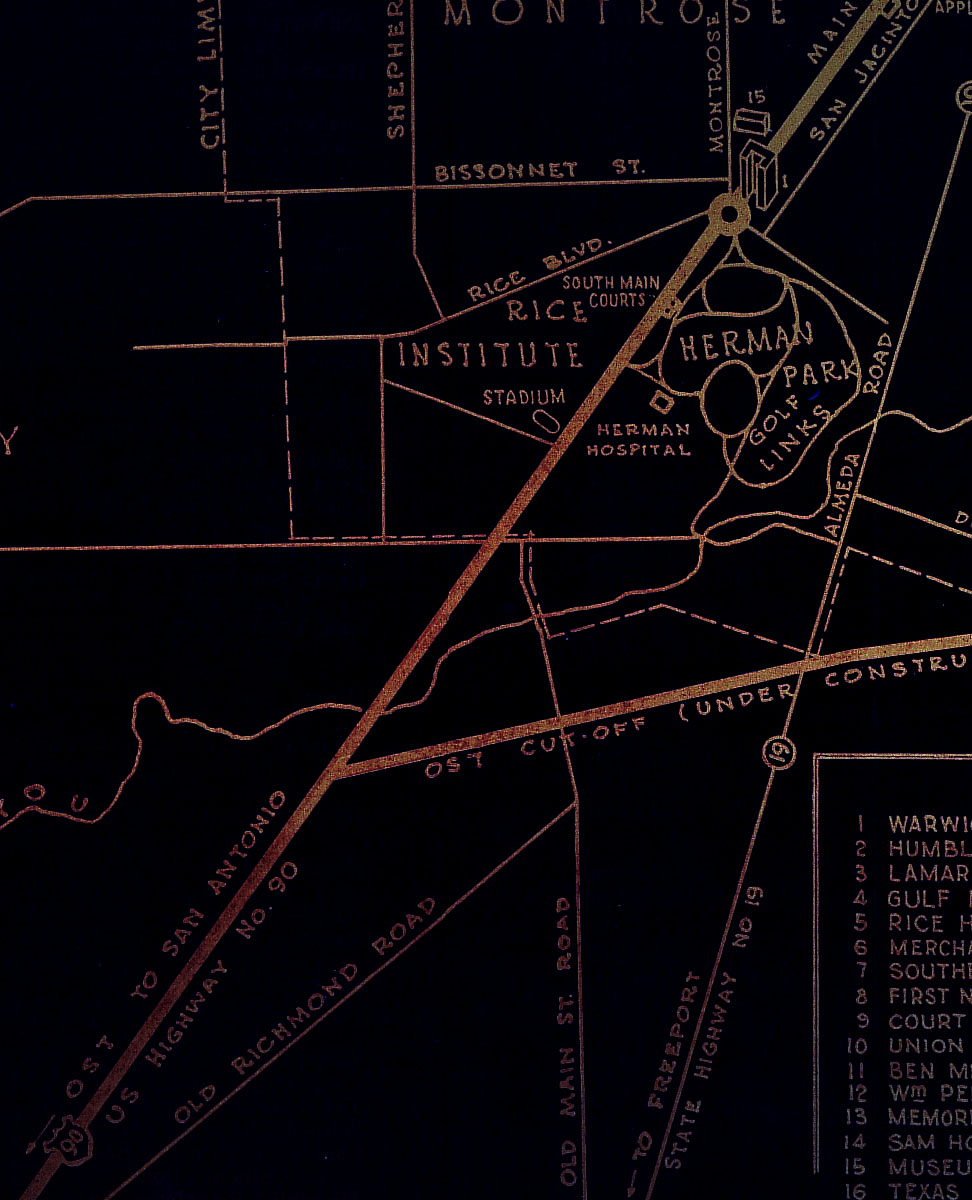 MONTROSE
CITY LIM
SHEPHER
MONTROSE
MAIN
SAN JACINTO
APPL
15
BISSONNET ST.
1
RICE BLVD.
SOUTH MAIN
COURTS
RICE
INSTITUTE
HERMAN
PARK
GOLF
LINKS
STADIUM
HERMAN
HOSPITAL
ALMEDA ROAD
Y
D
OST CUT-OFF (UNDER CONSTRU
19
OST TO SAN ANTONIO
US HIGHWAY No. 90
90
OLD RICHMOND ROAD
OLD MAIN ST. ROAD
TO FREEPORT
STATE HIGHWAY NO 19
1 WARWI
2 HUMBL
3 LAMAR
4 GULF
5 RICE H
6 MERCHA
7 SOUTHE
8 FIRST N
9 COURT
10 UNION
11 BEN M
12 Wm PE
13 MEMOR
14 SAM HO
15 MUSEU
16 TEXAS